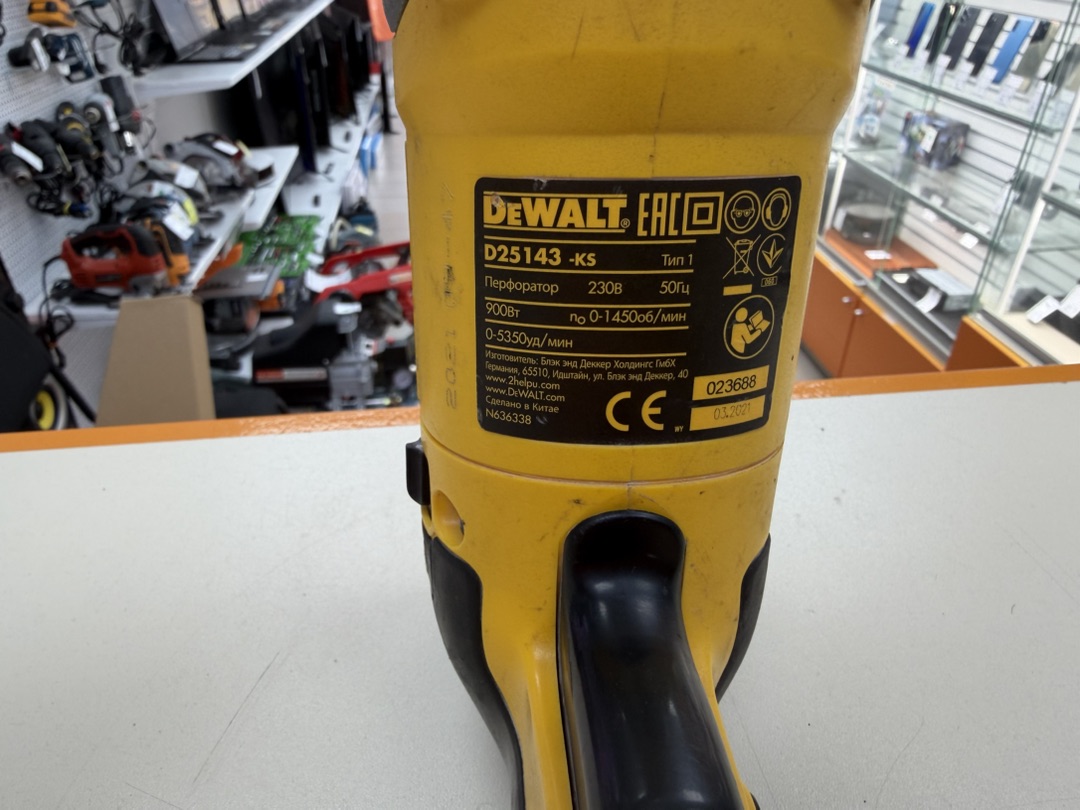 DEWALT® EAC
D25143 -KS Тип 1
Перфоратор 230В 50Гц
900Вт no 0-1450об/мин
0-5350уд/мин
Изготовитель: Блэк энд Деккер Холдингс ГмбХ
Германия, 65510, Идштайн, ул. Блэк энд Деккер, 40
www.2helpu.com
www.DEWALT.com
Сделано в Китае
N636338
CE
WY
023688
03.2021